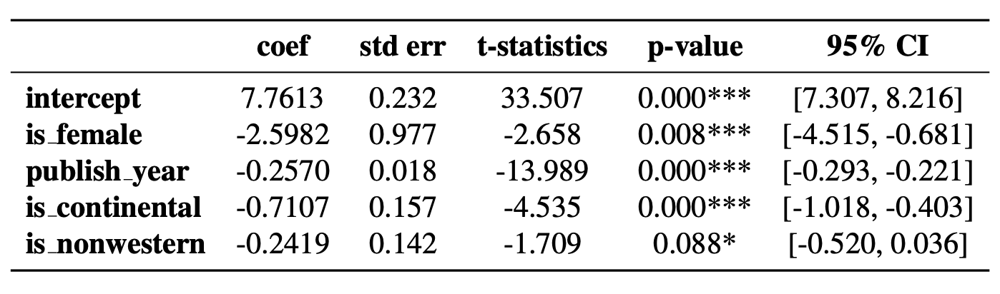 coef std err t-statistics p-value 95% CI
intercept 7.7613 0.232 33.507 0.000*** [7.307, 8.216]
is_female -2.5982 0.977 -2.658 0.008*** [-4.515, -0.681]
publish_year -0.2570 0.018 -13.989 0.000*** [-0.293, -0.221]
is_continental -0.7107 0.157 -4.535 0.000*** [-1.018, -0.403]
is_nonwestern -0.2419 0.142 -1.709 0.088* [-0.520, 0.036]